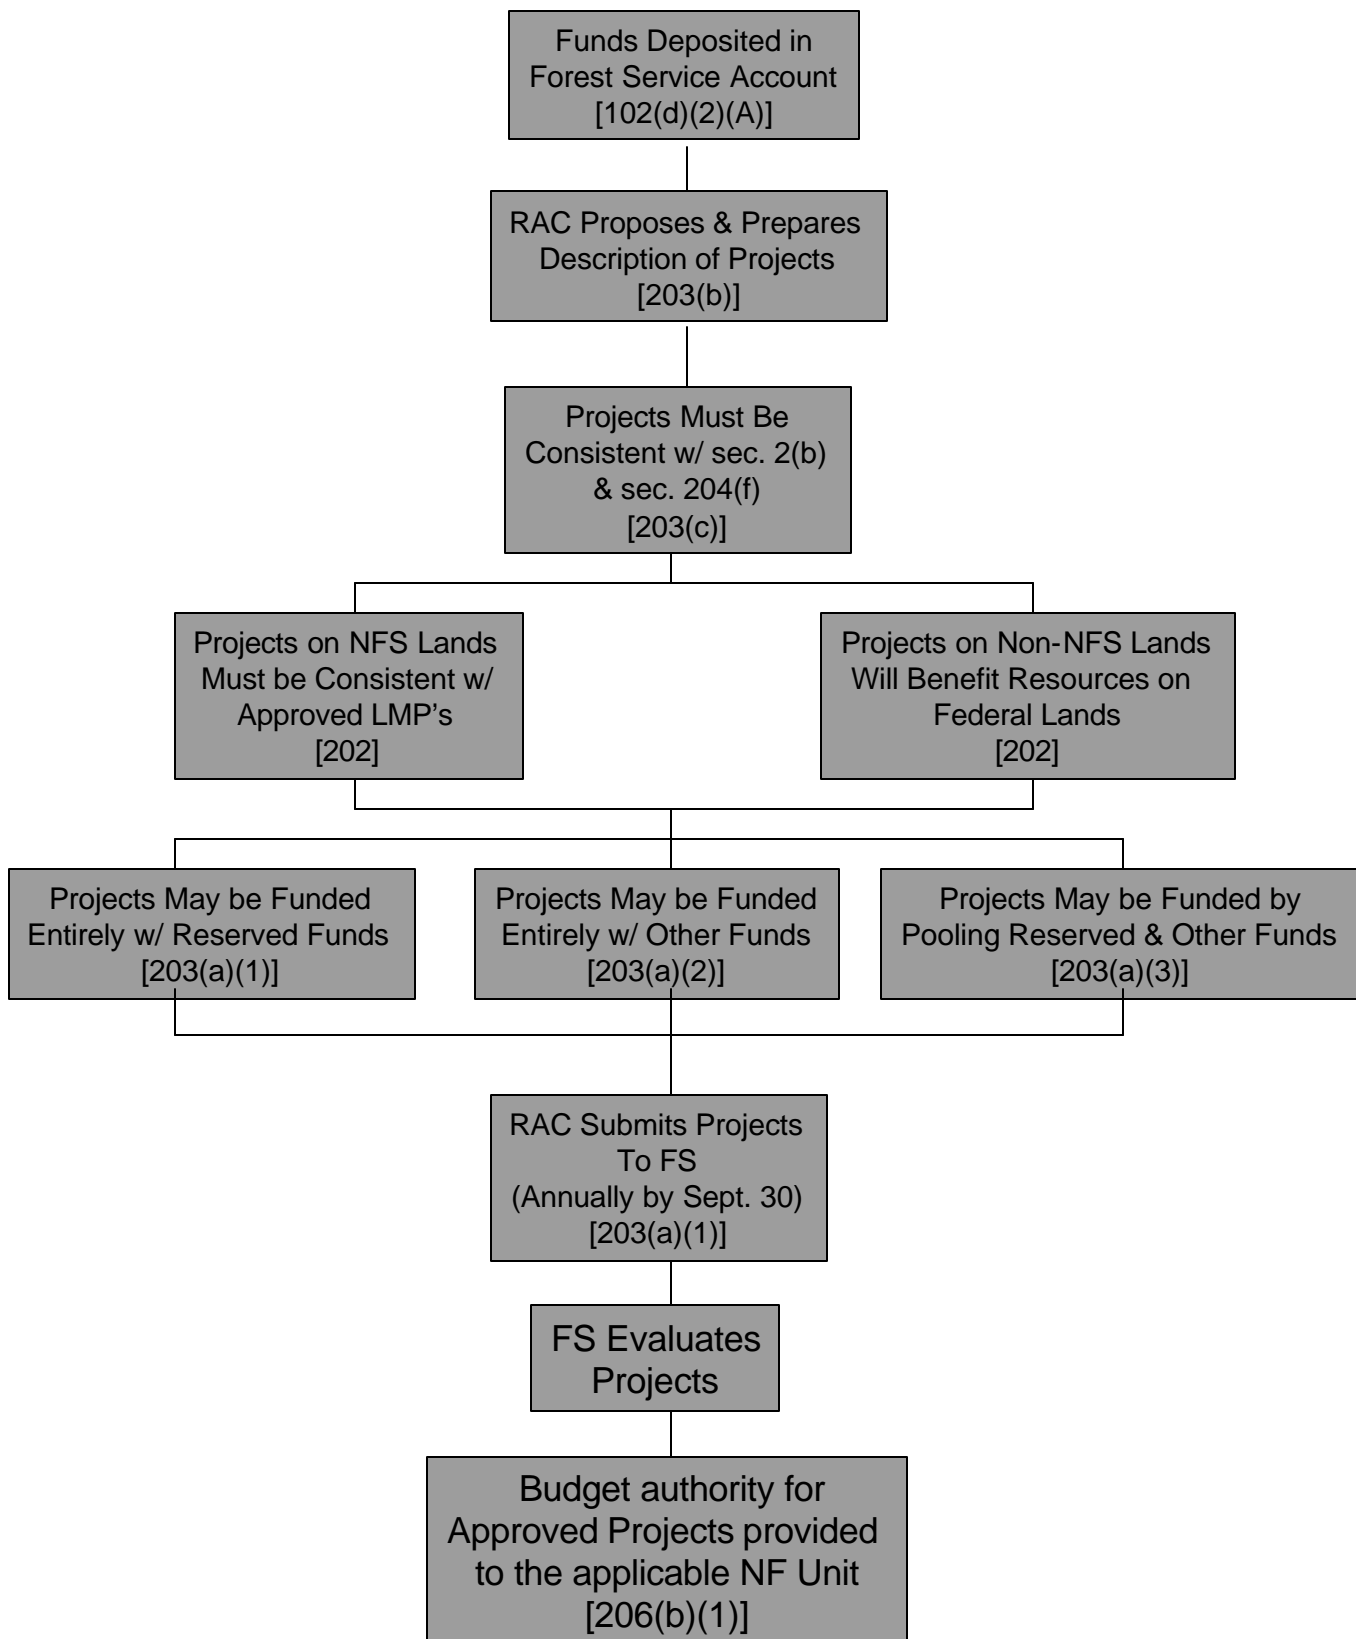 Funds Deposited in
Forest Service Account
[102(d)(2)(A)]
RAC Proposes & Prepares
Description of Projects
[203(b)]
Projects Must Be
Consistent w/ sec. 2(b)
& sec. 204(f)
[203(c)]
Projects on NFS Lands
Must be Consistent w/
Approved LMP's
[202]
Projects on Non-NFS Lands
Will Benefit Resources on
Federal Lands
[202]
Projects May be Funded
Entirely w/ Reserved Funds
[203(a)(1)]
Projects May be Funded
Entirely w/ Other Funds
[203(a)(2)]
Projects May be Funded by
Pooling Reserved & Other Funds
[203(a)(3)]
RAC Submits Projects
To FS
(Annually by Sept. 30)
[203(a)(1)]
FS Evaluates
Projects
Budget authority for
Approved Projects provided
to the applicable NF Unit
[206(b)(1)]